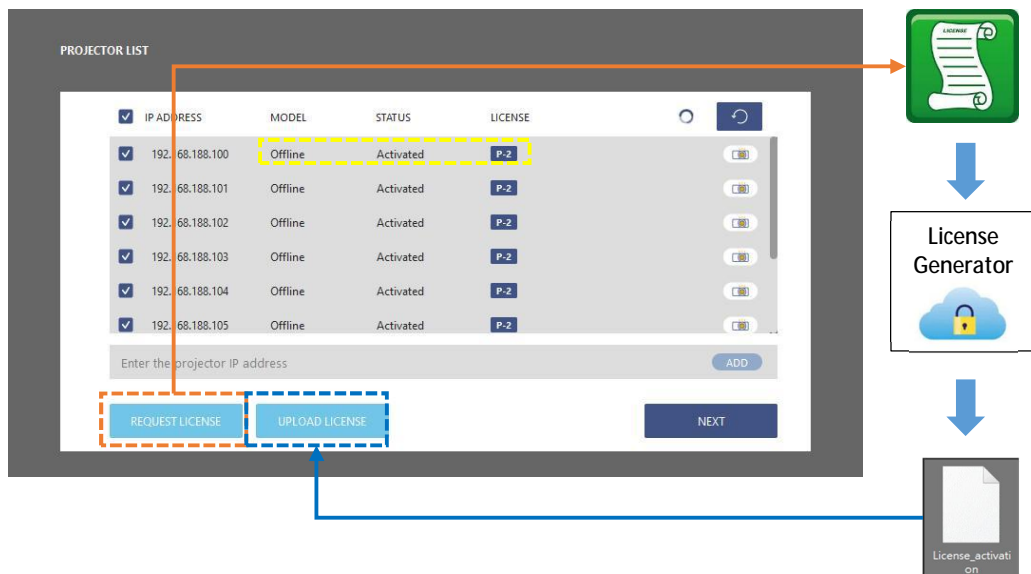 PROJECTOR LIST
LICENSE
IP ADDRESS MODEL STATUS LICENSE
192.168.188.100 Offline Activated P-2
192.168.188.101 Offline Activated P-2
192.168.188.102 Offline Activated P-2
192.168.188.103 Offline Activated P-2
192.168.188.104 Offline Activated P-2
192.168.188.105 Offline Activated P-2
Enter the projector IP address ADD
REQUEST LICENSE UPLOAD LICENSE NEXT
License
Generator
License_activati
on